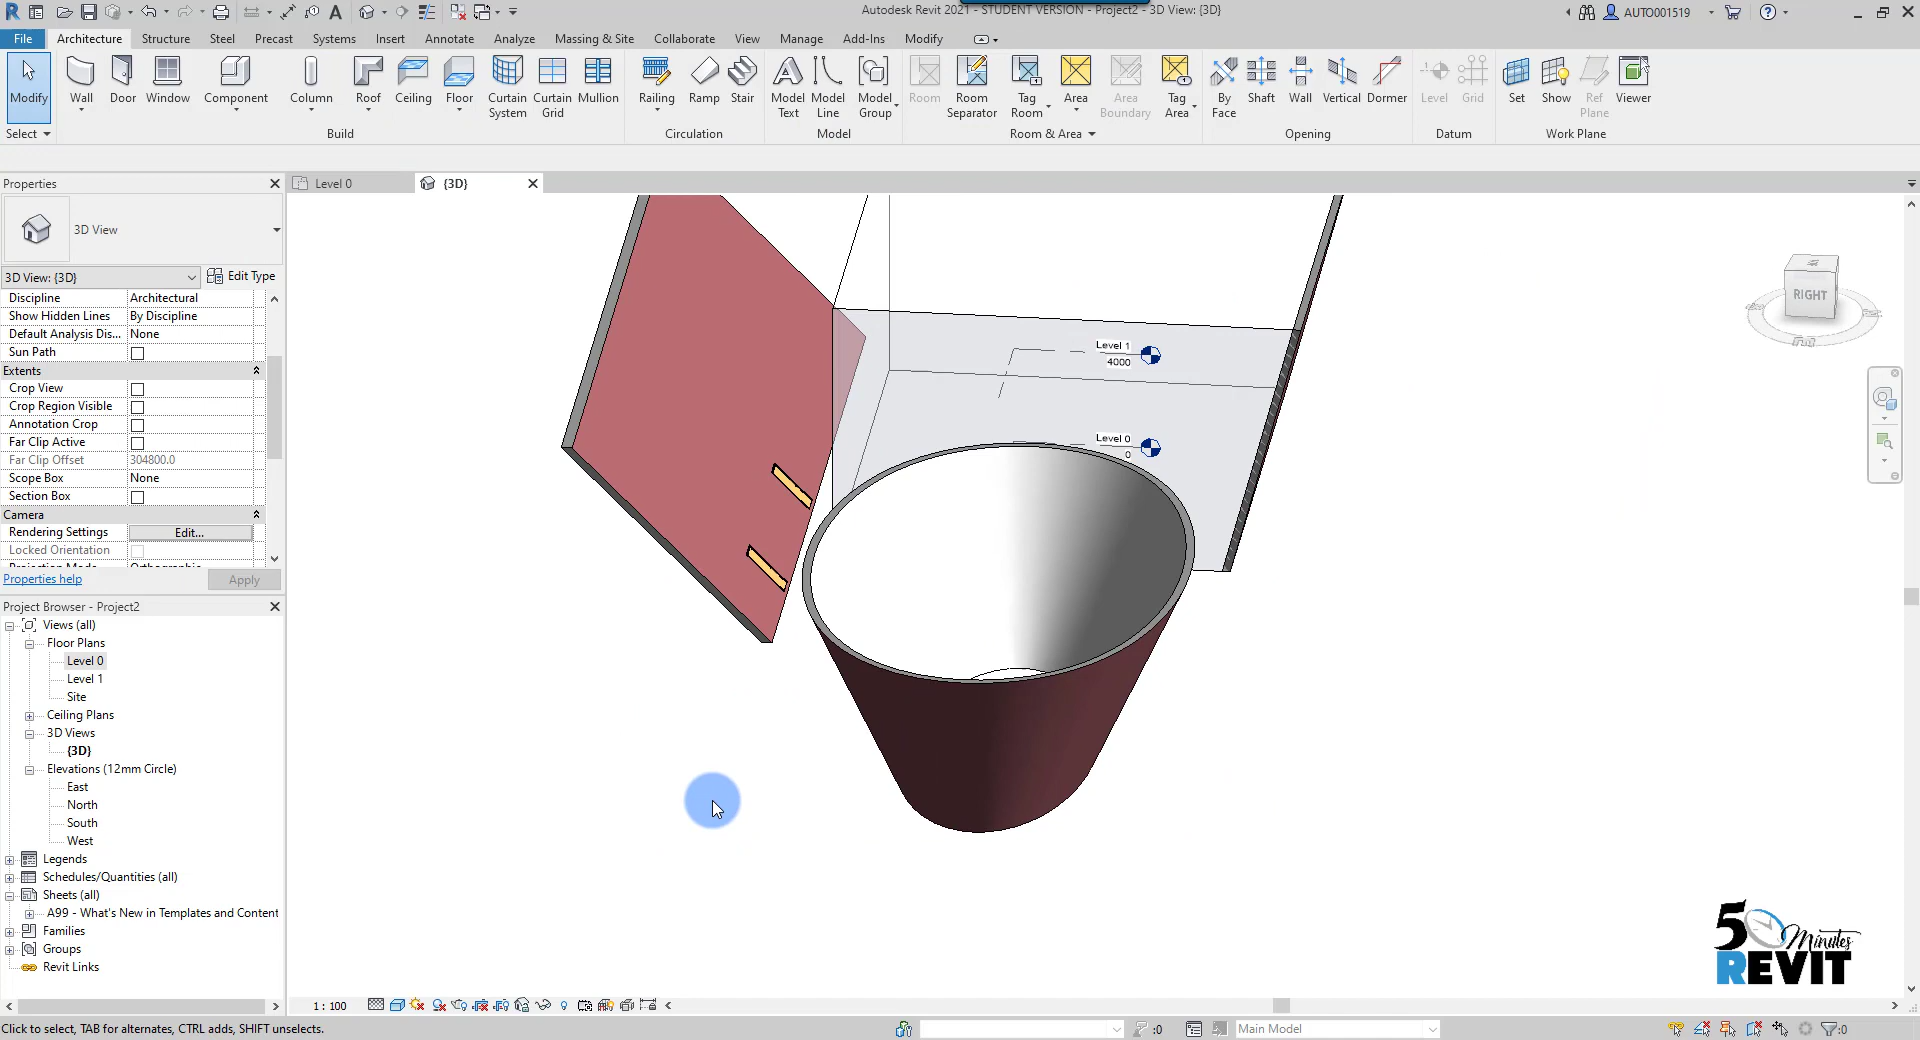 Autodesk Revit 2021 - STUDENT VERSION - Project2 - 3D View: {3D}
AUTO001519
File Architecture Structure Steel Precast Systems Insert Annotate Analyze Massing & Site Collaborate View Manage Add-Ins Modify
Modify Wall Door Window Component Column Roof Ceiling Floor Curtain System Curtain Grid Mullion Railing Ramp Stair Model Text Model Line Model Group Room Room Separator Tag Room Area Area Boundary Tag Area By Face Shaft Wall Vertical Dormer Level Grid Set Show Ref Plane Viewer
Select Build Circulation Model Room & Area Opening Datum Work Plane
Properties
Level 0
{3D}
3D View
3D View: {3D}
Edit Type
Discipline Architectural
Show Hidden Lines By Discipline
Default Analysis Dis... None
Sun Path
Extents
Crop View
Crop Region Visible
Annotation Crop
Far Clip Active
Far Clip Offset 304800.0
Scope Box None
Section Box
Camera
Rendering Settings Edit...
Locked Orientation
Properties help
Apply
Project Browser - Project2
Views (all)
Floor Plans
Level 0
Level 1
Site
Ceiling Plans
3D Views
{3D}
Elevations (12mm Circle)
East
North
South
West
Legends
Schedules/Quantities (all)
Sheets (all)
A99 - What's New in Templates and Content
Families
Groups
Revit Links
Level 1
4000
Level 0
0
RIGHT
5 Minutes
REVIT
1 : 100
Click to select, TAB for alternates, CTRL adds, SHIFT unselects.
:0
Main Model
:0